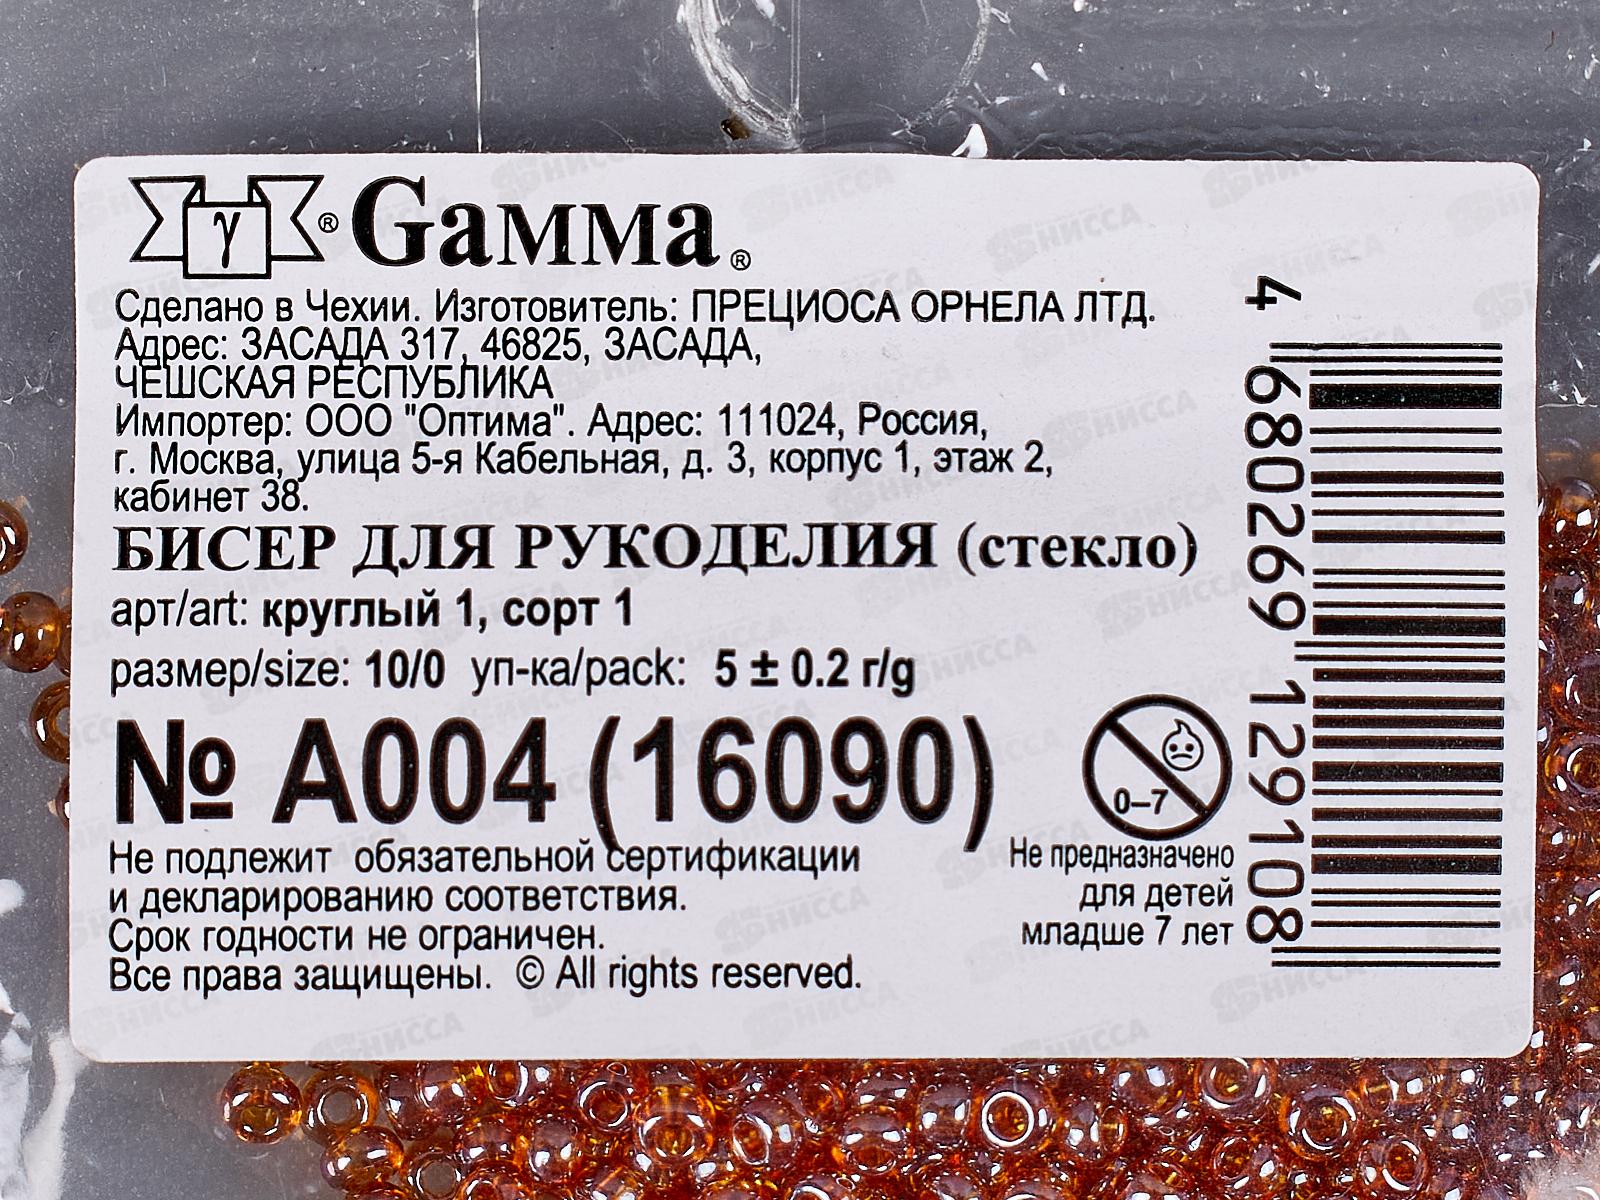 γ ® Gамма ®
Сделано в Чехии. Изготовитель: ПРЕЦИОСА ОРНЕЛА ЛТД.
Адрес: ЗАСАДА 317, 46825, ЗАСАДА,
ЧЕШСКАЯ РЕСПУБЛИКА
Импортер: ООО "Оптима". Адрес: 111024, Россия,
г. Москва, улица 5-я Кабельная, д. 3, корпус 1, этаж 2,
кабинет 38.
БИСЕР ДЛЯ РУКОДЕЛИЯ (стекло)
арт/art: круглый 1, сорт 1
размер/size: 10/0 уп-ка/pack: 5 ± 0.2 г/g
№ A004 (16090)
Не подлежит обязательной сертификации
и декларированию соответствия.
Срок годности не ограничен.
Все права защищены. © All rights reserved.
0–7
Не предназначено
для детей
младше 7 лет
4 680269 129108